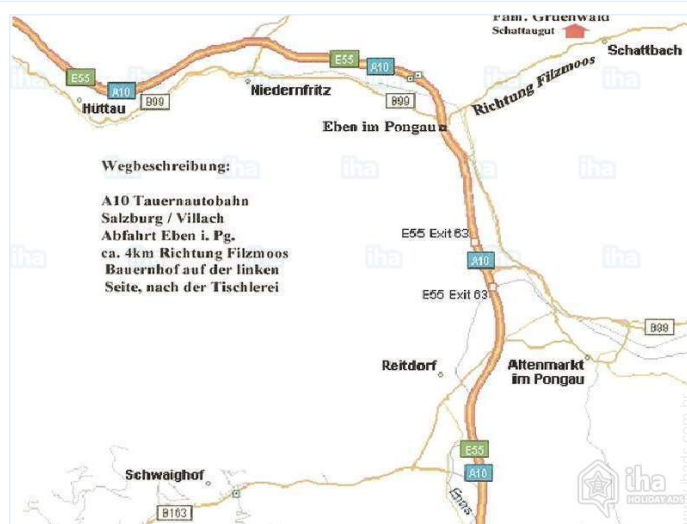 Fam. Gruenwald
Schattaugut
Schattbach
E55
A10
E55
A10
Hüttau
B99
Niedernfritz
B99
Richtung Filzmoos
Eben im Pongau
Wegbeschreibung:
A10 Tauernautobahn
Salzburg / Villach
Abfahrt Eben i. Pg.
ca. 4km Richtung Filzmoos
Bauernhof auf der linken
Seite, nach der Tischlerei
E55 Exit 63
A10
E55 Exit 63
B99
Reitdorf
Altenmarkt
im Pongau
E55
A10
Schwaighof
B163
Enns
iha
HOLIDAY ADS